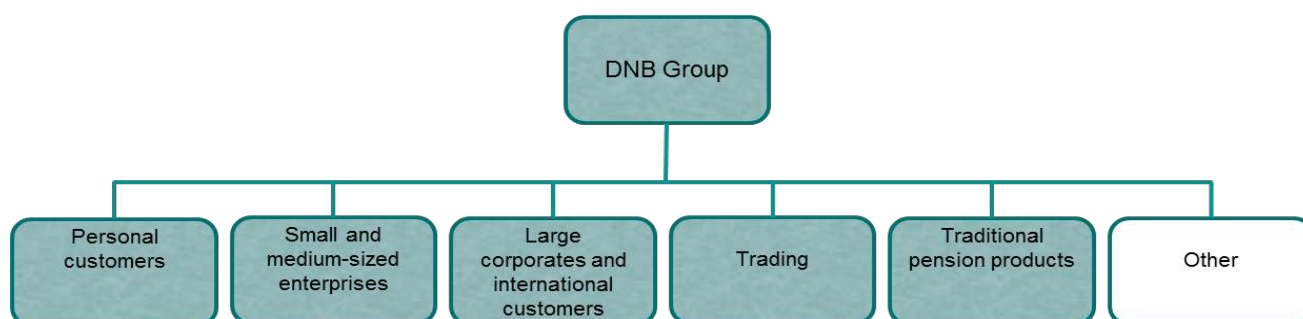 DNB Group
Personal
customers
Small and
medium-sized
enterprises
Large
corporates and
international
customers
Trading
Traditional
pension products
Other